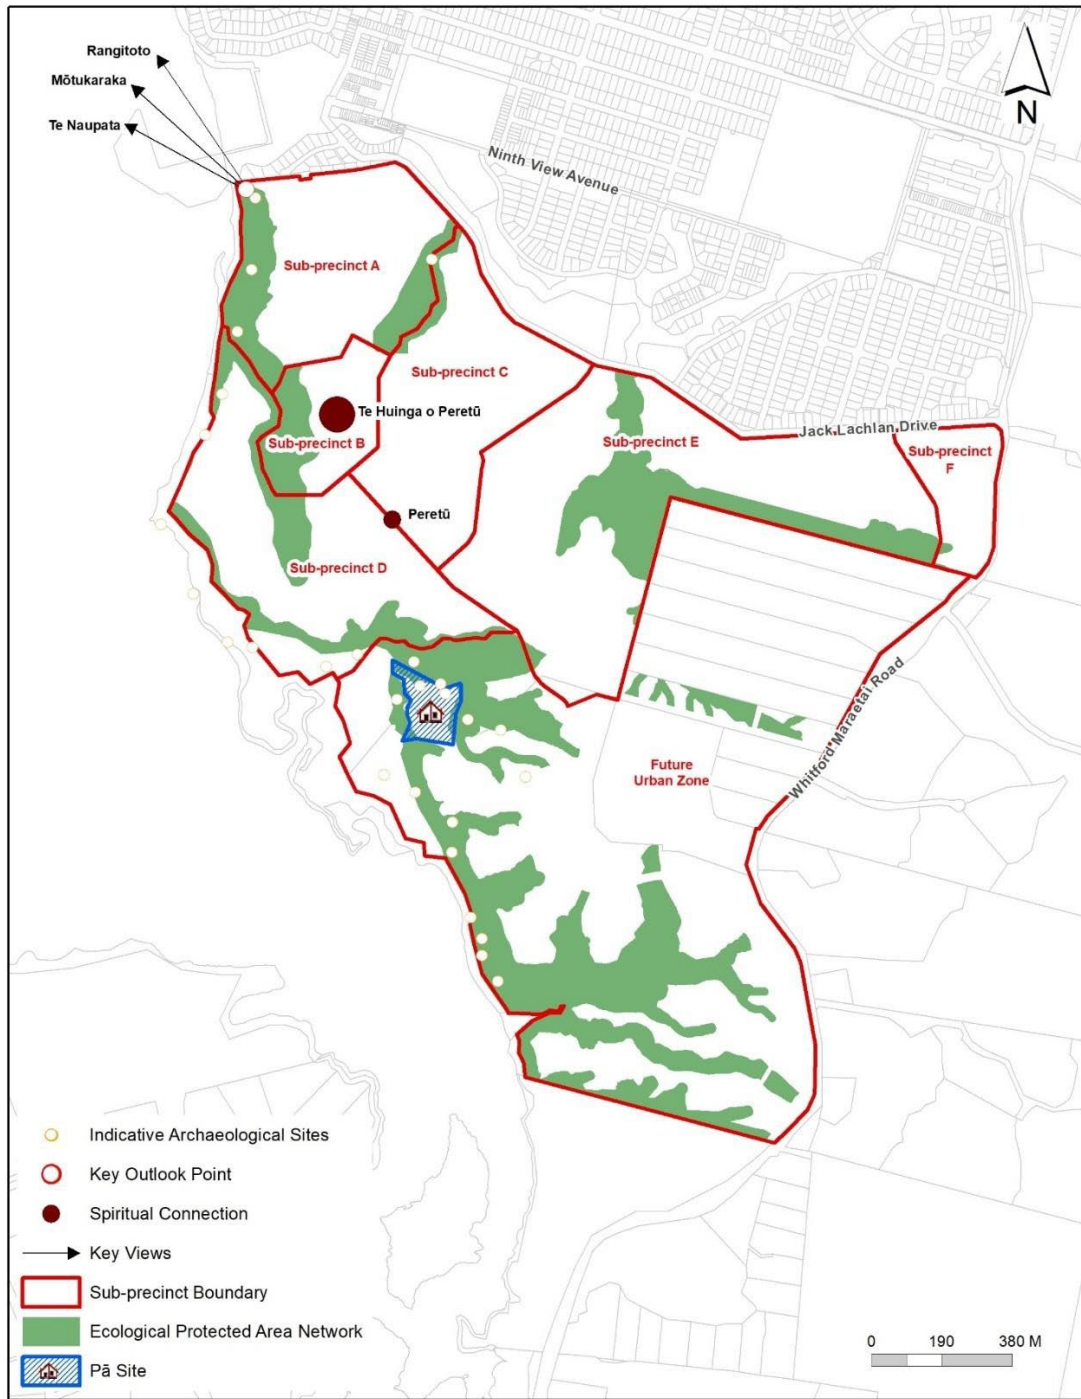 Rangitoto
Mōtukaraka
Te Naupata
N
Ninth View Avenue
Sub-precinct A
Sub-precinct C
Te Huinga o Peretū
Sub-precinct B
Sub-precinct E
Jack Lachlan Drive
Sub-precinct
F
Peretū
Sub-precinct D
Whitford Maraetai Road
Future
Urban Zone
Indicative Archaeological Sites
Key Outlook Point
Spiritual Connection
Key Views
Sub-precinct Boundary
Ecological Protected Area Network
Pā Site
0 190 380 M